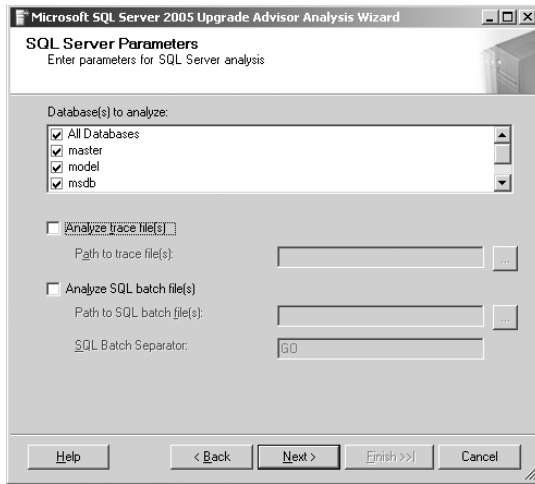 Microsoft SQL Server 2005 Upgrade Advisor Analysis Wizard
SQL Server Parameters
Enter parameters for SQL Server analysis
Database(s) to analyze:
All Databases
master
model
msdb
Analyze trace file(s)
Path to trace file(s):
...
Analyze SQL batch file(s)
Path to SQL batch file(s):
...
SQL Batch Separator:
GO
Help
< Back
Next >
Finish >>|
Cancel